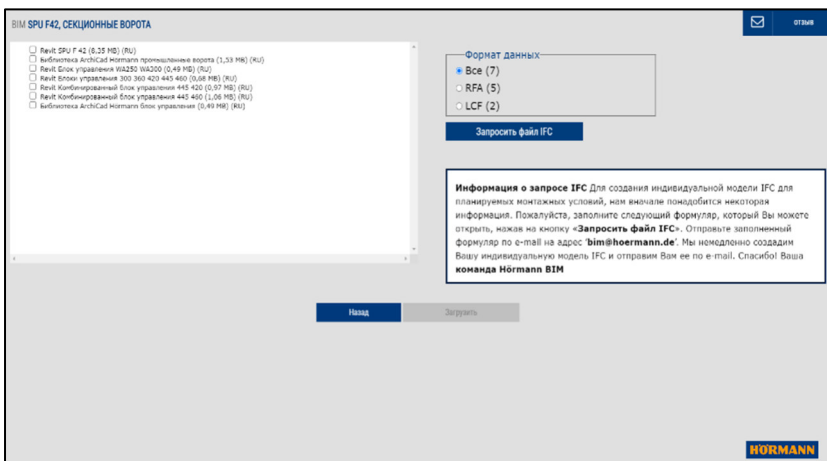 BIM SPU F42, СЕКЦИОННЫЕ ВОРОТА
отзыв
Revit SPU F 42 (8,35 MB) (RU)
Библиотека ArchiCad Hormann промышленные ворота (1,53 MB) (RU)
Revit Блок управления WA250 WA300 (0,49 MB) (RU)
Revit Блоки управления 300 360 420 445 460 (0,68 MB) (RU)
Revit Комбинированный блок управления 445 420 (0,97 MB) (RU)
Revit Комбинированный блок управления 445 460 (1,06 MB) (RU)
Библиотека ArchiCad Hormann блок управления (0,49 MB) (RU)
Формат данных
Все (7)
RFA (5)
LCF (2)
Запросить файл IFC
Информация о запросе IFC Для создания индивидуальной модели IFC для
планируемых монтажных условий, нам вначале понадобится некоторая
информация. Пожалуйста, заполните следующий формуляр, который Вы можете
открыть, нажав на кнопку «Запросить файл IFC». Отправьте заполненный
формуляр по e-mail на адрес 'bim@hoermann.de'. Мы немедленно создадим
Вашу индивидуальную модель IFC и отправим Вам ее по e-mail. Спасибо! Ваша
команда Hörmann BIM
Назад
Загрузить
HÖRMANN